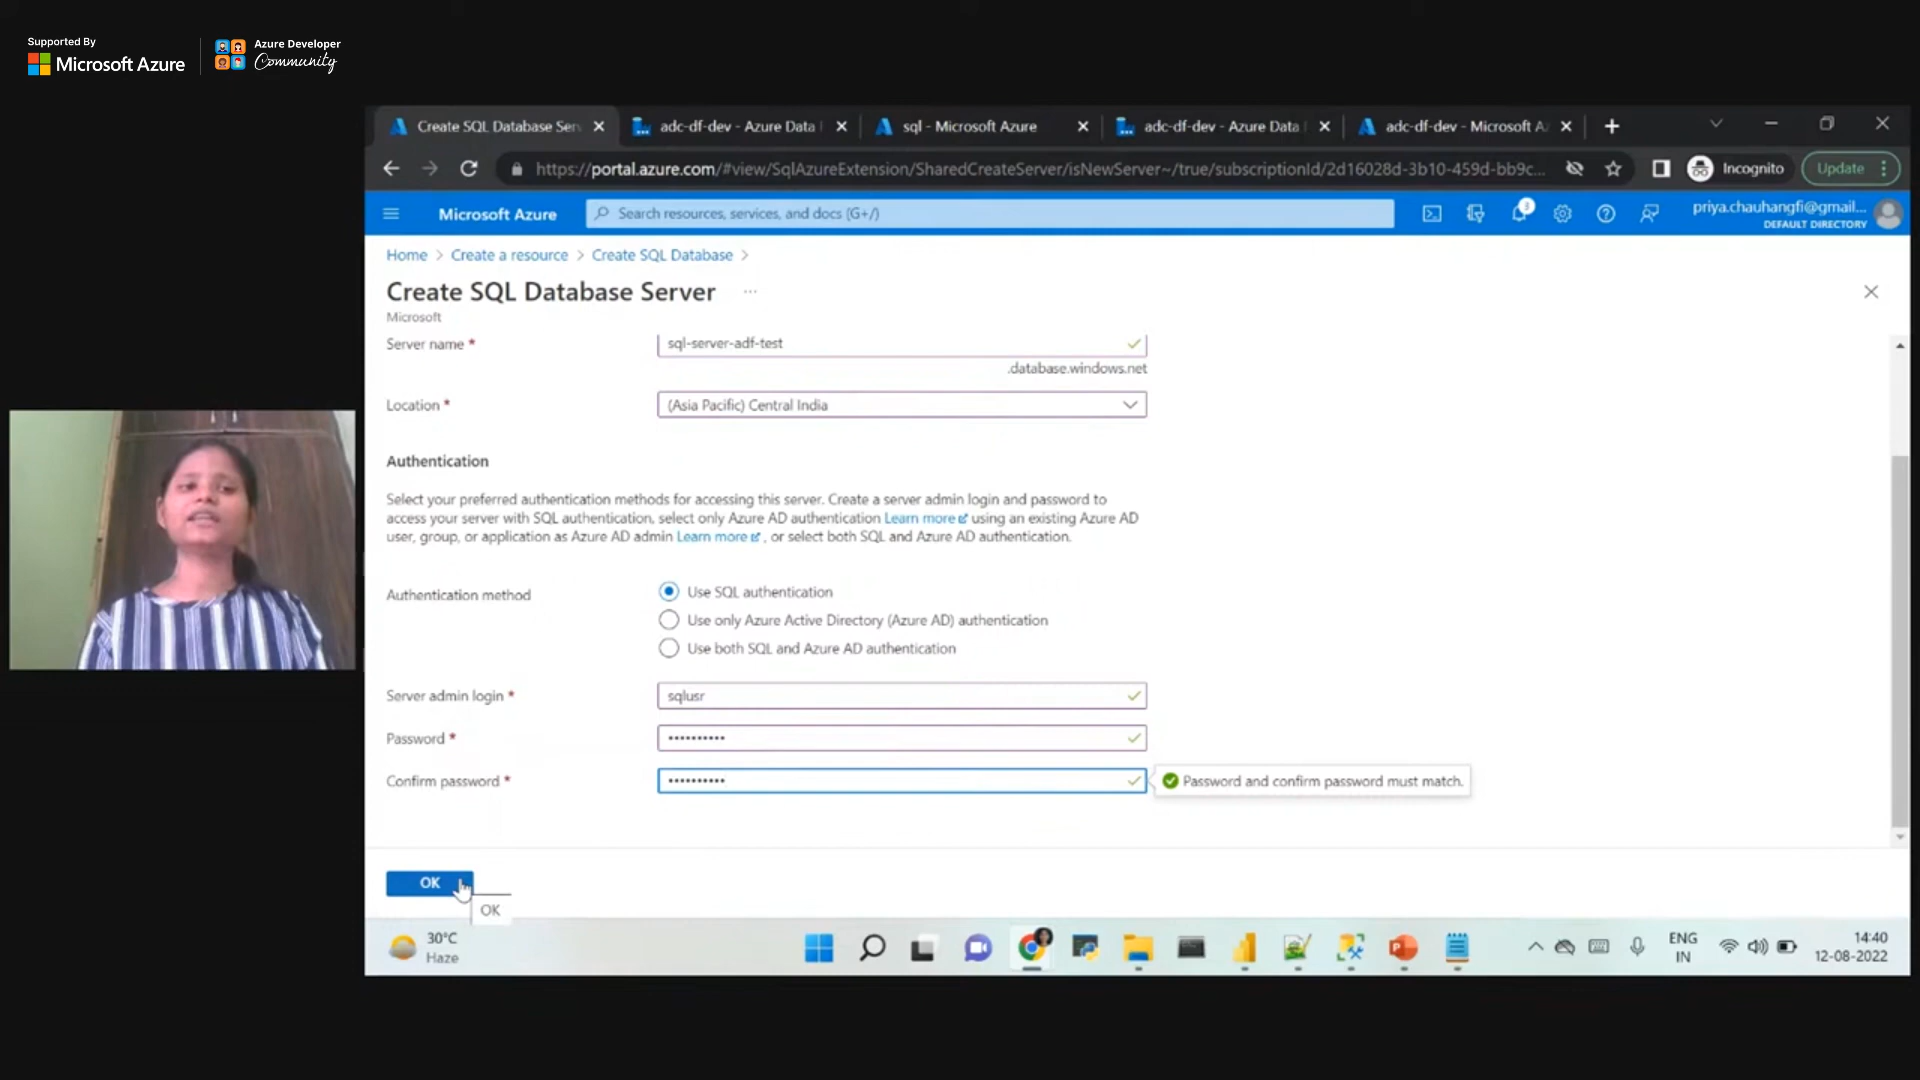 Supported By
Microsoft Azure
Azure Developer
Community
Create SQL Database Ser
adc-df-dev - Azure Data
sql - Microsoft Azure
adc-df-dev - Azure Data
adc-df-dev - Microsoft A
https://portal.azure.com/#view/SqlAzureExtension/SharedCreateServer/isNewServer~/true/subscriptionId/2d16028d-3b10-459d-bb9c...
Incognito
Update
Microsoft Azure
Search resources, services, and docs (G+/)
3
priya.chauhangfi@gmail...
DEFAULT DIRECTORY
Home > Create a resource > Create SQL Database >
Create SQL Database Server ...
Microsoft
Server name *
sql-server-adf-test
.database.windows.net
Location *
(Asia Pacific) Central India
Authentication
Select your preferred authentication methods for accessing this server. Create a server admin login and password to
access your server with SQL authentication, select only Azure AD authentication Learn more using an existing Azure AD
user, group, or application as Azure AD admin Learn more , or select both SQL and Azure AD authentication.
Authentication method
Use SQL authentication
Use only Azure Active Directory (Azure AD) authentication
Use both SQL and Azure AD authentication
Server admin login *
sqlusr
Password *
••••••••••
Confirm password *
••••••••••
Password and confirm password must match.
OK
OK
30°C
Haze
ENG
IN
14:40
12-08-2022